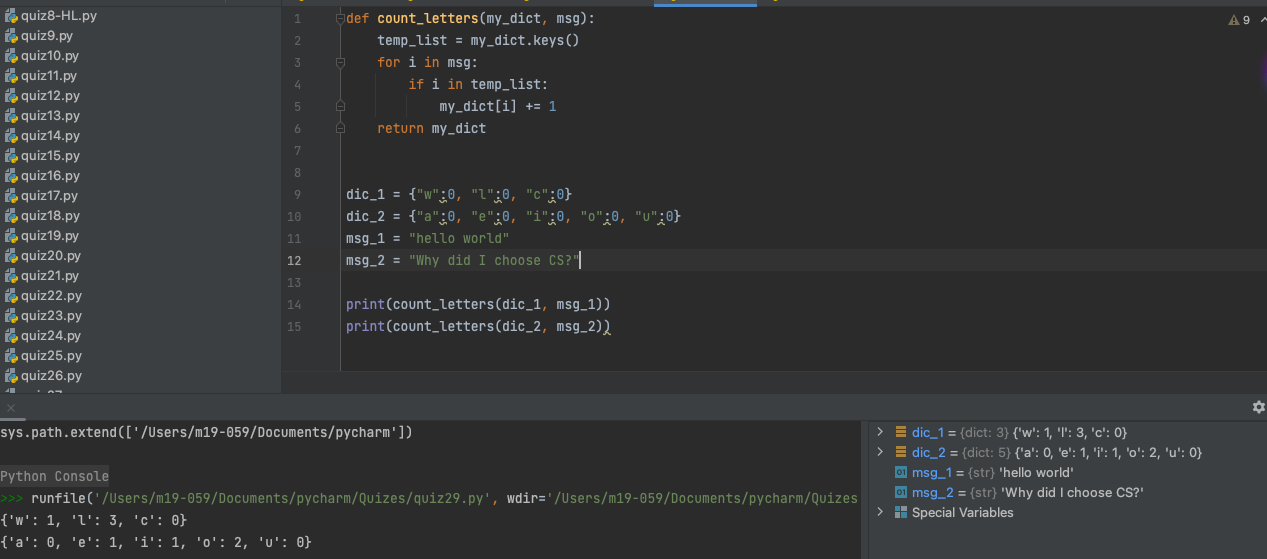 quiz8-HL.py
quiz9.py
quiz10.py
quiz11.py
quiz12.py
quiz13.py
quiz14.py
quiz15.py
quiz16.py
quiz17.py
quiz18.py
quiz19.py
quiz20.py
quiz21.py
quiz22.py
quiz23.py
quiz24.py
quiz25.py
quiz26.py
1 def count_letters(my_dict, msg):
2 temp_list = my_dict.keys()
3 for i in msg:
4 if i in temp_list:
5 my_dict[i] += 1
6 return my_dict
7
8
9 dic_1 = {"w":0, "l":0, "c":0}
10 dic_2 = {"a":0, "e":0, "i":0, "o":0, "u":0}
11 msg_1 = "hello world"
12 msg_2 = "Why did I choose CS?"
13
14 print(count_letters(dic_1, msg_1))
15 print(count_letters(dic_2, msg_2))
9
sys.path.extend(['/Users/m19-059/Documents/pycharm'])
Python Console
>>> runfile('/Users/m19-059/Documents/pycharm/Quizes/quiz29.py', wdir='/Users/m19-059/Documents/pycharm/Quizes
{'w': 1, 'l': 3, 'c': 0}
{'a': 0, 'e': 1, 'i': 1, 'o': 2, 'u': 0}
dic_1 = {dict: 3} {'w': 1, 'l': 3, 'c': 0}
dic_2 = {dict: 5} {'a': 0, 'e': 1, 'i': 1, 'o': 2, 'u': 0}
01 msg_1 = {str} 'hello world'
01 msg_2 = {str} 'Why did I choose CS?'
Special Variables